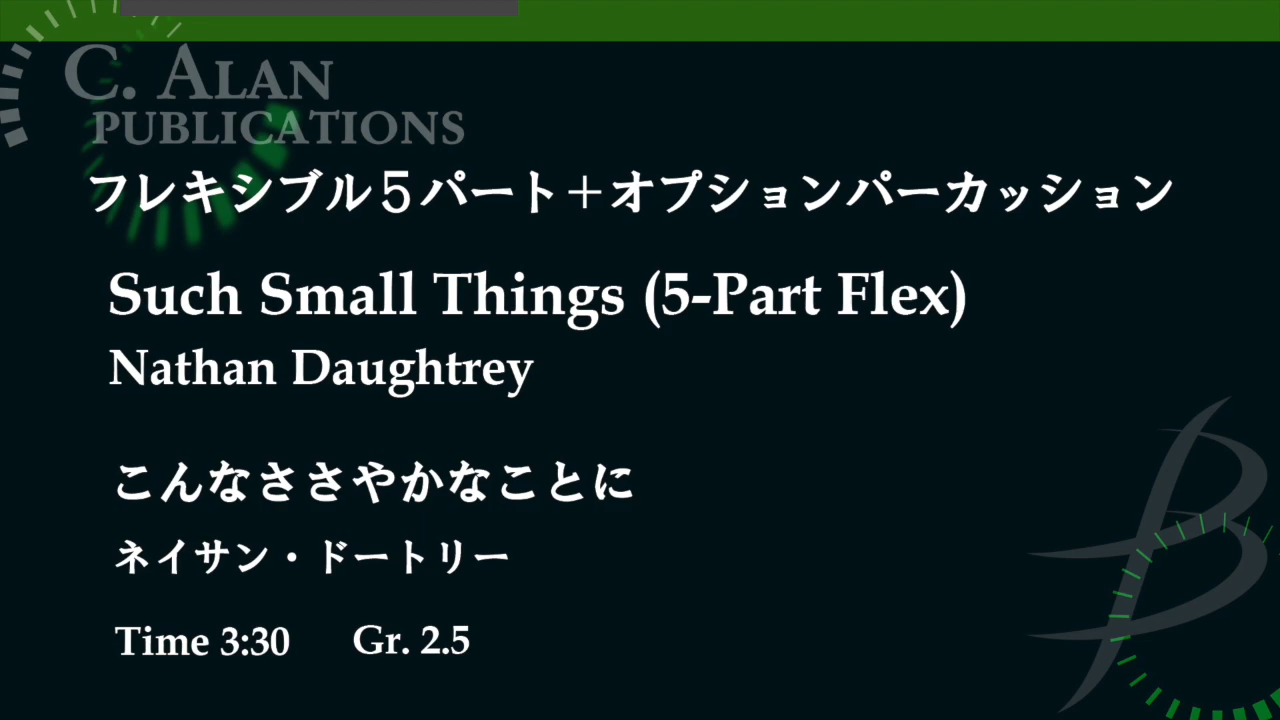 C. ALAN
PUBLICATIONS
フレキシブル５パート＋オプションパーカッション
Such Small Things (5-Part Flex)
Nathan Daughtrey
こんなささやかなことに
ネイサン・ドートリー
Time 3:30 Gr. 2.5